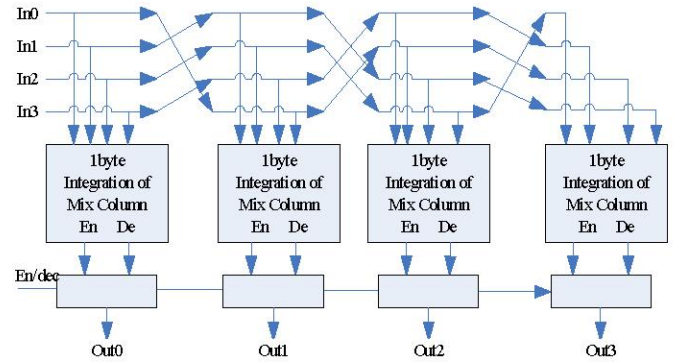 In0
In1
In2
In3
1byte
Integration of
Mix Column
En De
1byte
Integration of
Mix Column
En De
1byte
Integration of
Mix Column
En De
1byte
Integration of
Mix Column
En De
En/dec
Out0
Out1
Out2
Out3